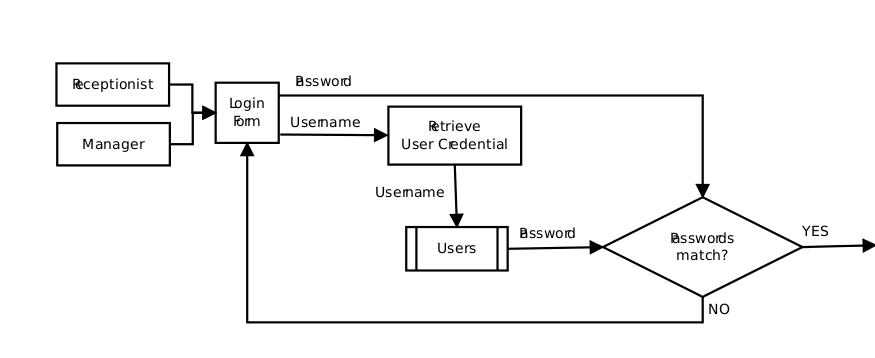 Receptionist
Manager
Login
Form
Password
Username
Retrieve
User Credential
Username
Users
Password
Passwords
match?
YES
NO